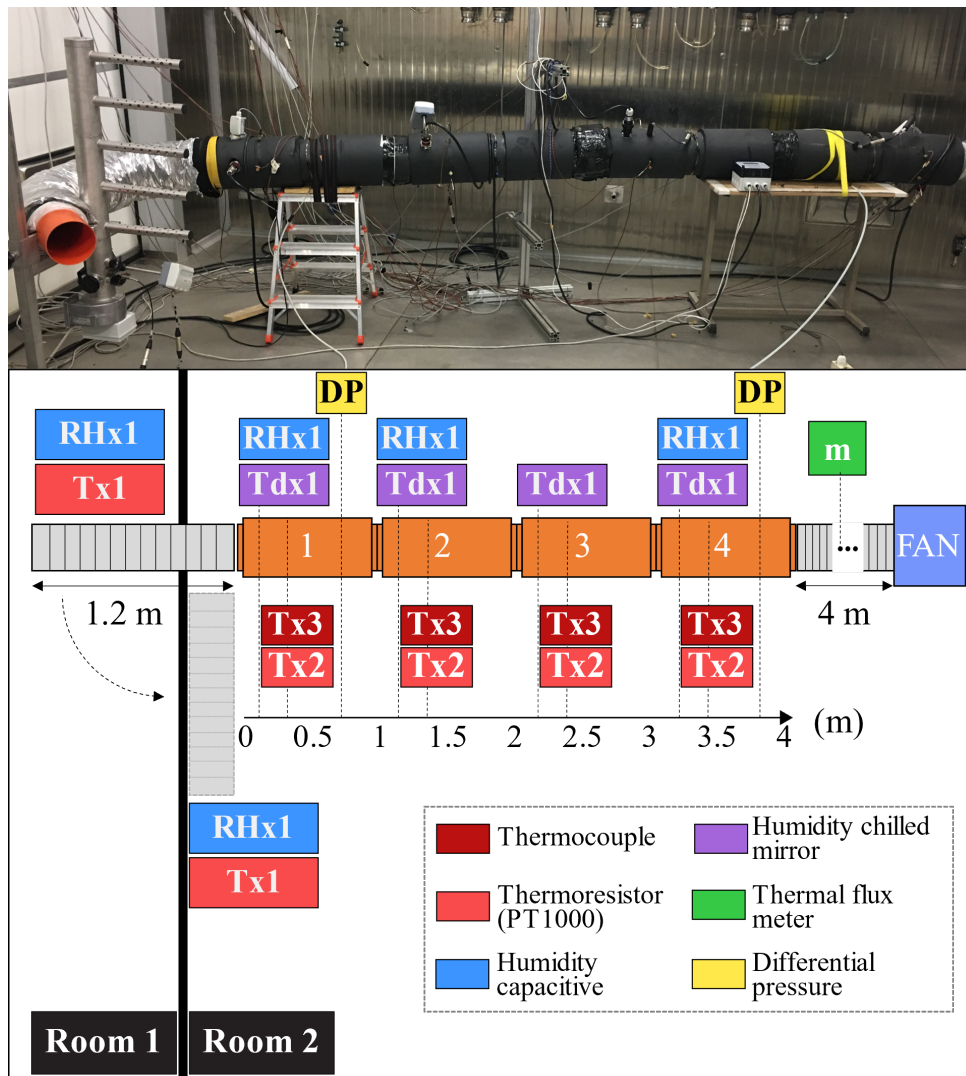 DP
DP
RHx1
RHx1
RHx1
RHx1
m
Tx1
Tdx1
Tdx1
Tdx1
Tdx1
1
2
3
4
...
FAN
1.2 m
4 m
Tx3
Tx3
Tx3
Tx3
Tx2
Tx2
Tx2
Tx2
0
0.5
1
1.5
2
2.5
3
3.5
4
(m)
RHx1
Tx1
Thermocouple
Thermoresistor
(PT1000)
Humidity
capacitive
Humidity chilled
mirror
Thermal flux
meter
Differential
pressure
Room 1
Room 2